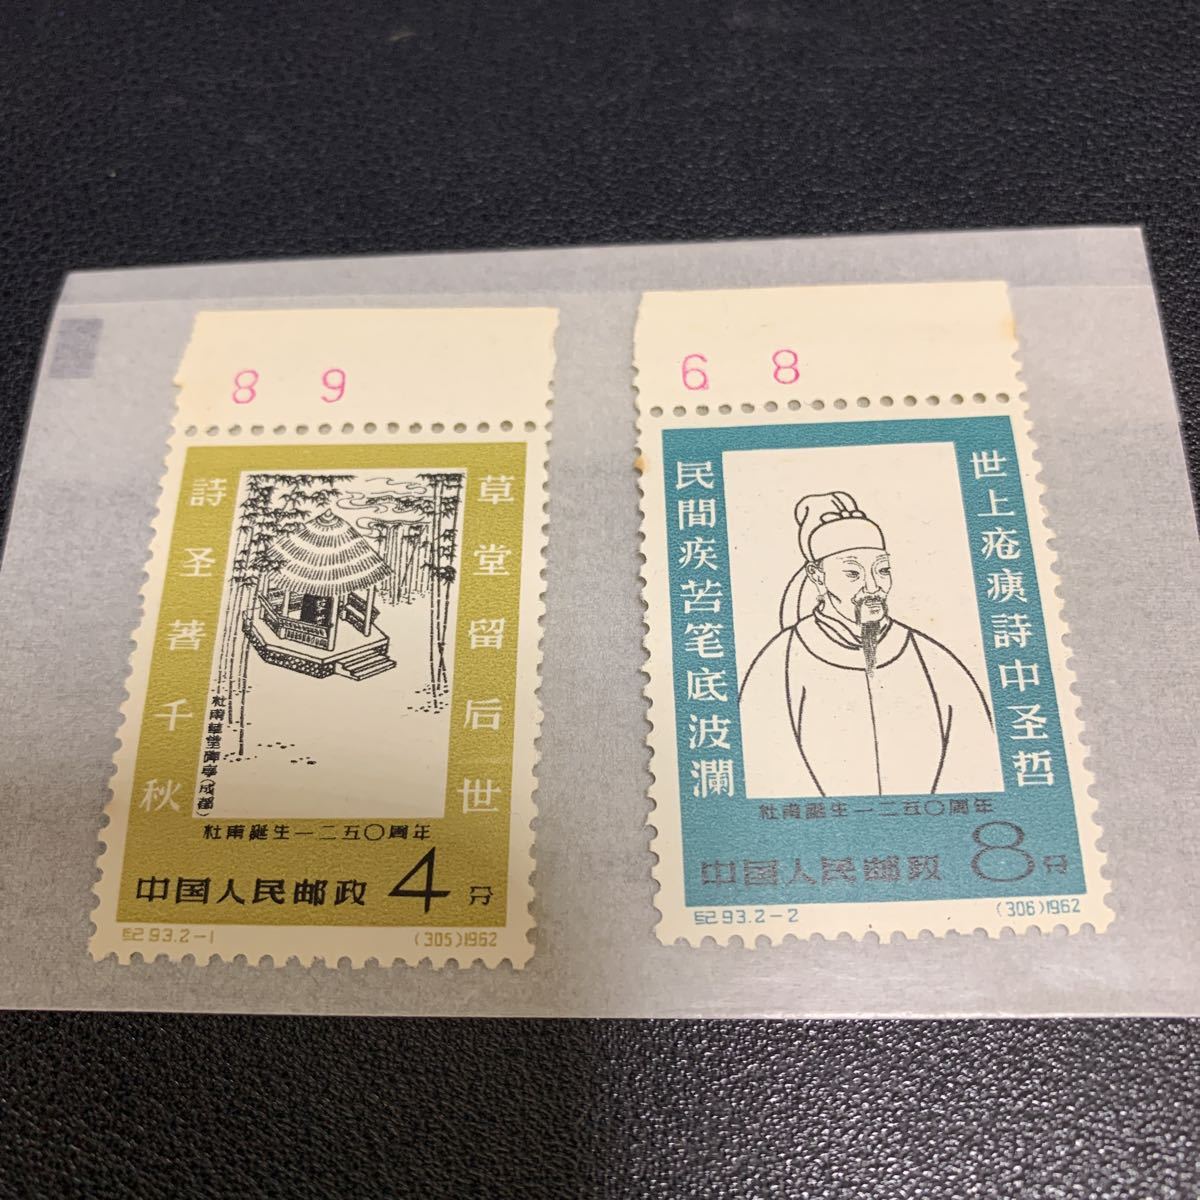 8 9
草堂留后世
詩圣著千秋
杜甫草堂碑亭(成都)
杜甫誕生一二五〇周年
中国人民邮政 4分
纪93.2-1 (305)1962
6 8
世上疮痍詩中圣哲
民間疾苦笔底波瀾
杜甫誕生一二五〇周年
中国人民邮政 8分
纪93.2-2 (306)1962